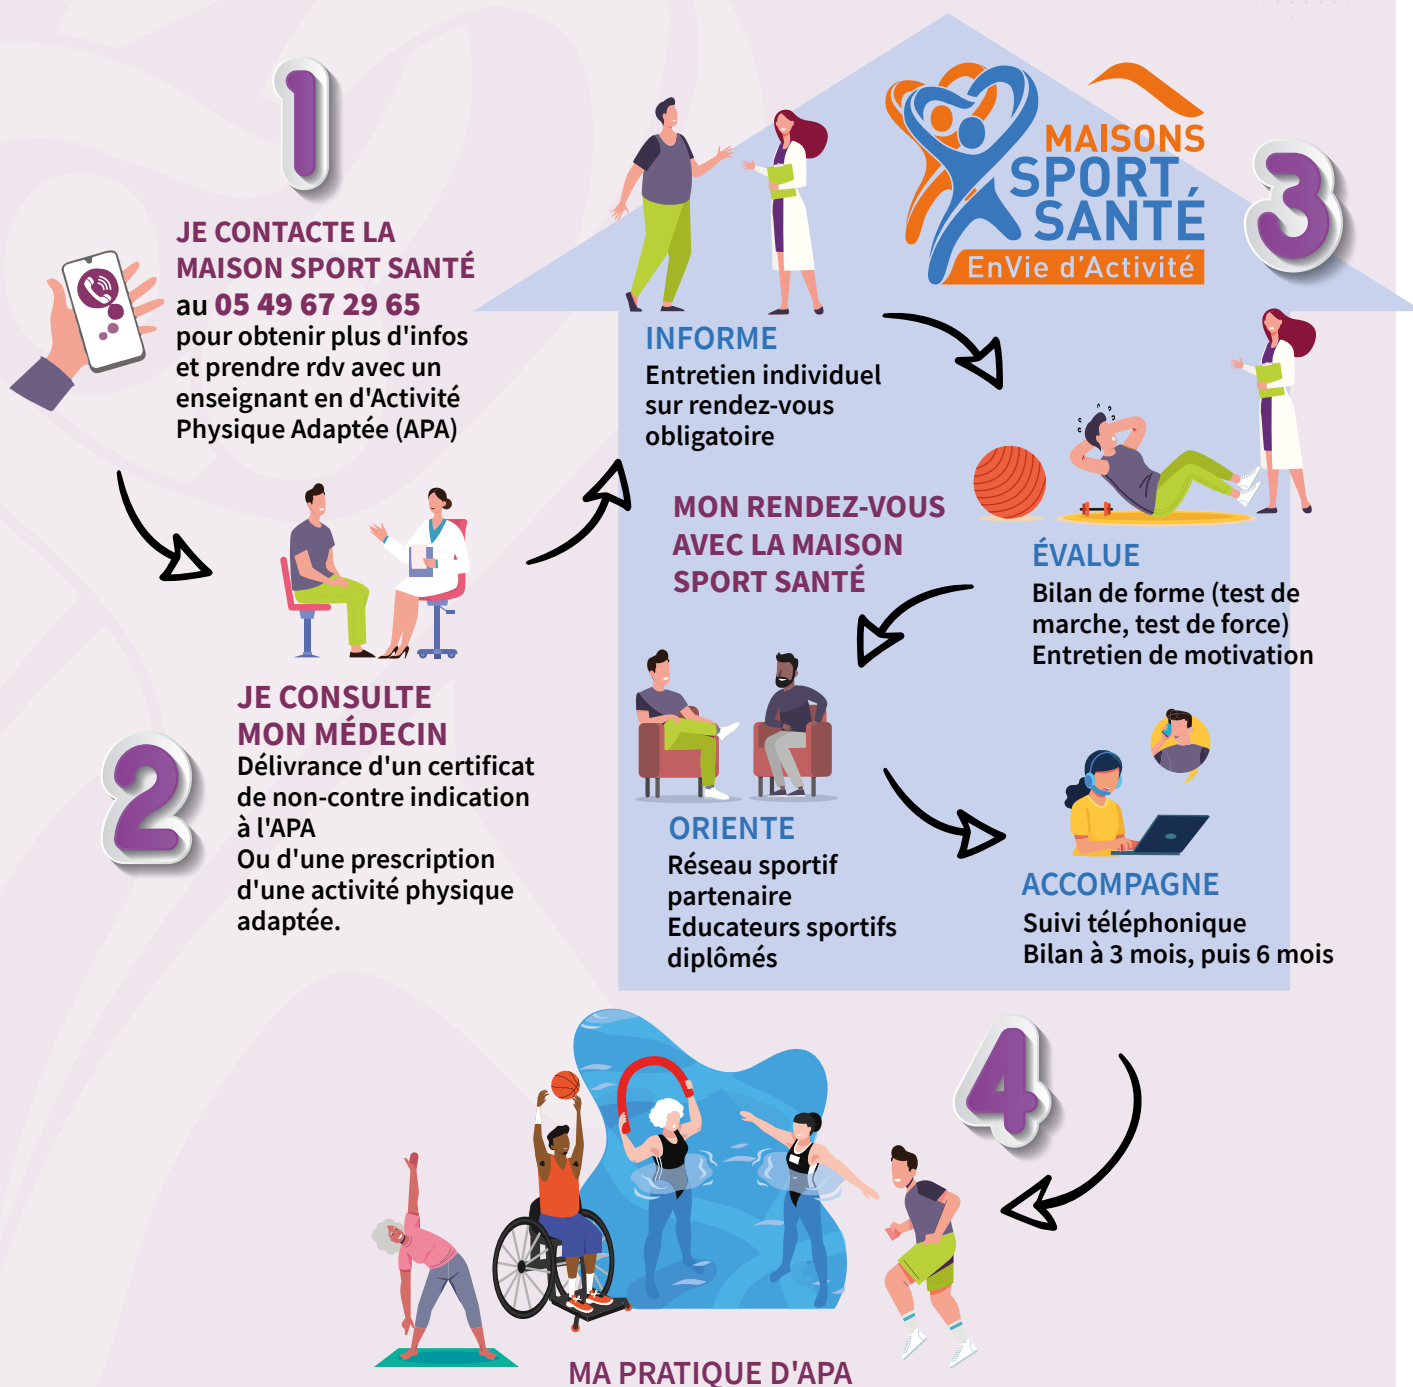 1
JE CONTACTE LA
MAISON SPORT SANTÉ
au 05 49 67 29 65
pour obtenir plus d'infos
et prendre rdv avec un
enseignant en d'Activité
Physique Adaptée (APA)
2
JE CONSULTE
MON MÉDECIN
Délivrance d'un certificat
de non-contre indication
à l'APA
Ou d'une prescription
d'une activité physique
adaptée.
3
MAISONS
SPORT
SANTÉ
EnVie d'Activité
INFORME
Entretien individuel
sur rendez-vous
obligatoire
MON RENDEZ-VOUS
AVEC LA MAISON
SPORT SANTÉ
ÉVALUE
Bilan de forme (test de
marche, test de force)
Entretien de motivation
ORIENTE
Réseau sportif
partenaire
Educateurs sportifs
diplômés
ACCOMPAGNE
Suivi téléphonique
Bilan à 3 mois, puis 6 mois
4
MA PRATIQUE D'APA